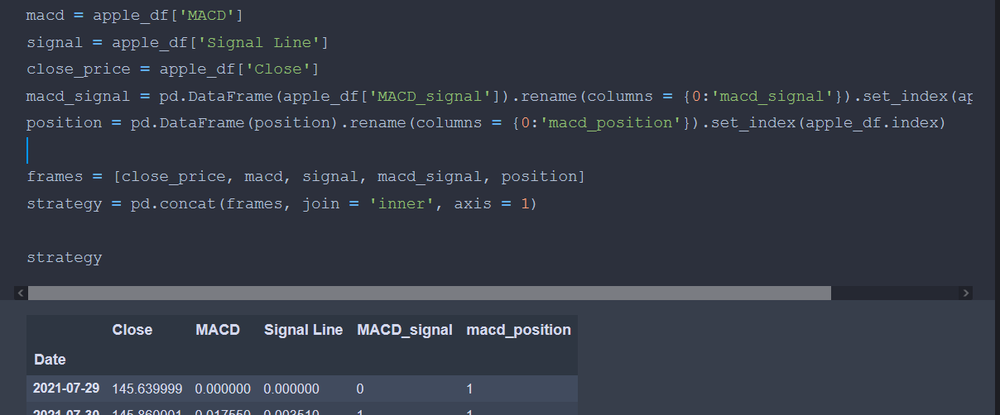 macd = apple_df['MACD']
signal = apple_df['Signal Line']
close_price = apple_df['Close']
macd_signal = pd.DataFrame(apple_df['MACD_signal']).rename(columns = {0:'macd_signal'}).set_index(ap
position = pd.DataFrame(position).rename(columns = {0:'macd_position'}).set_index(apple_df.index)
frames = [close_price, macd, signal, macd_signal, position]
strategy = pd.concat(frames, join = 'inner', axis = 1)
strategy
Close MACD Signal Line MACD_signal macd_position
Date
2021-07-29 145.639999 0.000000 0.000000 0 1
2021-07-30 145.860001 0.017550 0.003510 1 1